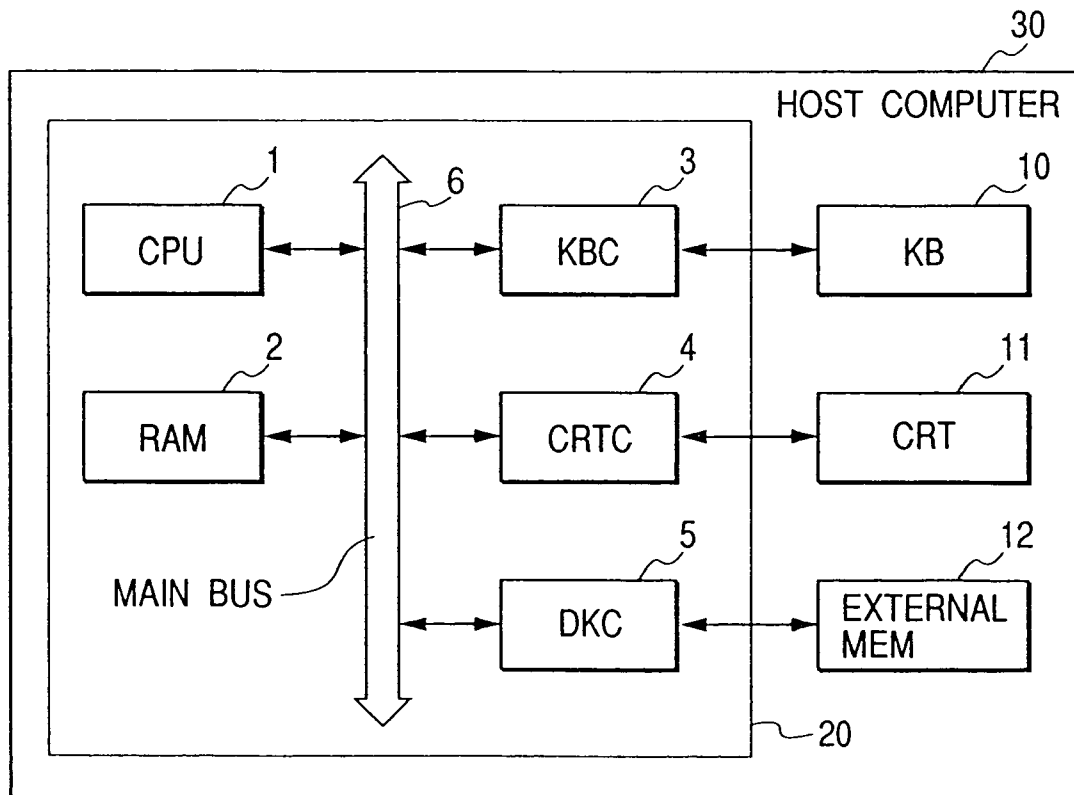 30
HOST COMPUTER
1
6
3
10
CPU
KBC
KB
2
4
11
RAM
CRTC
CRT
5
12
MAIN BUS
DKC
EXTERNAL
MEM
20